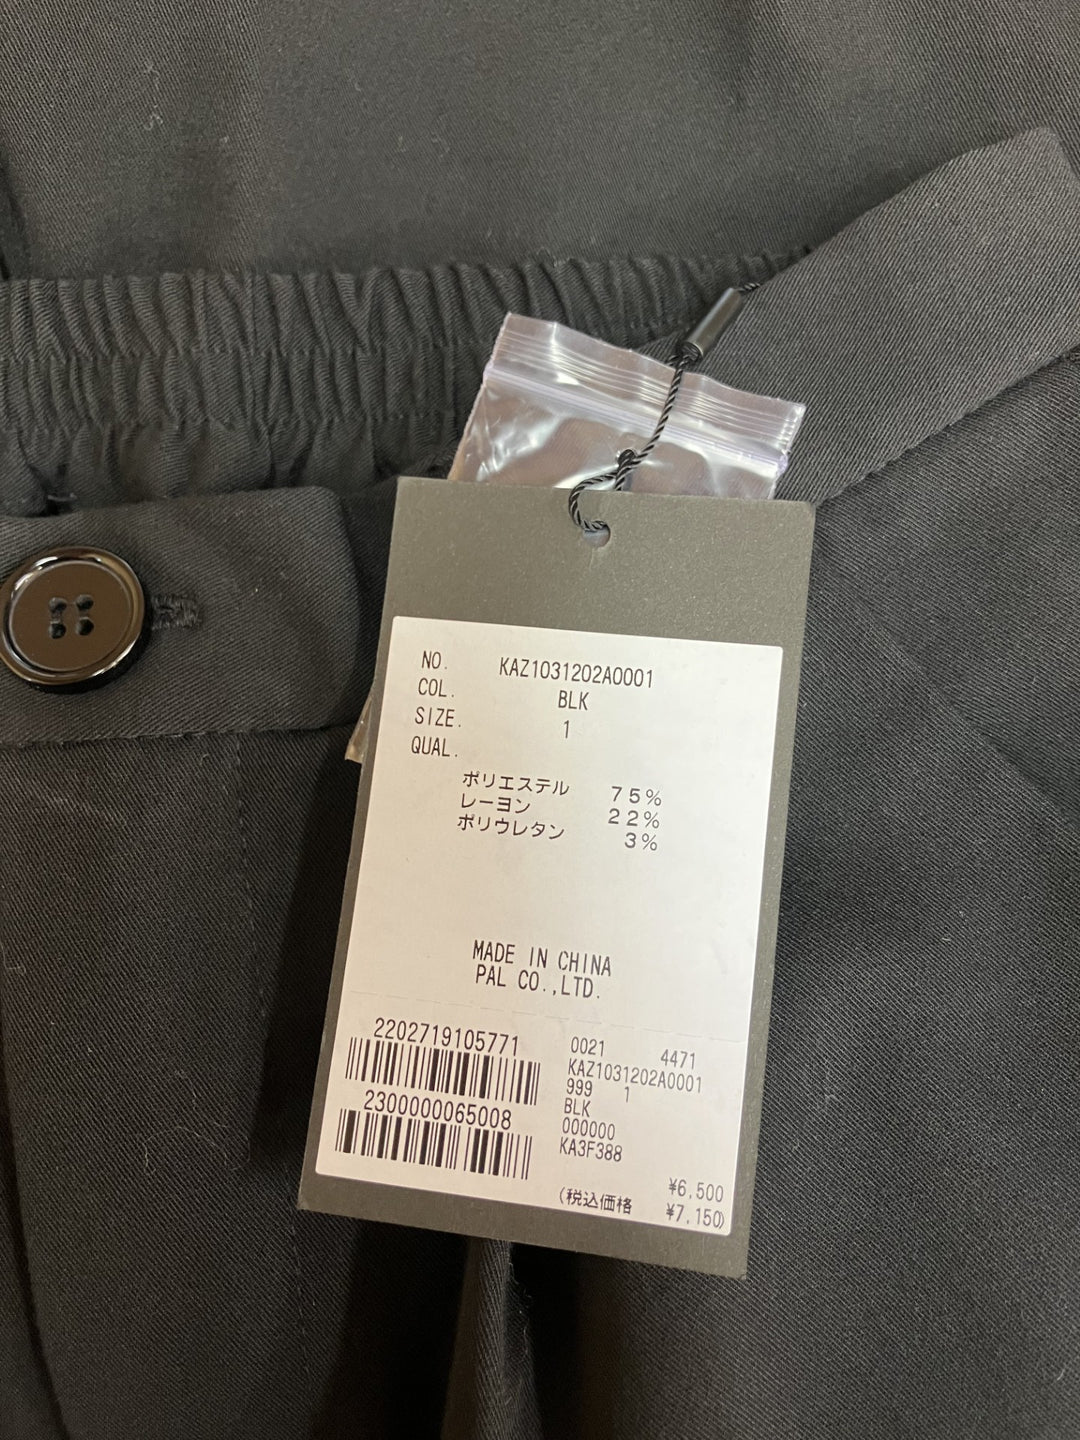 NO. KAZ1031202A0001
COL. BLK
SIZE. 1
QUAL.
ポリエステル 75%
レーヨン 22%
ポリウレタン 3%
MADE IN CHINA
PAL CO.,LTD.
2202719105771
2300000065008
0021 4471
KAZ1031202A0001
999 1
BLK
000000
KA3F388
¥6,500
(税込価格 ¥7,150)